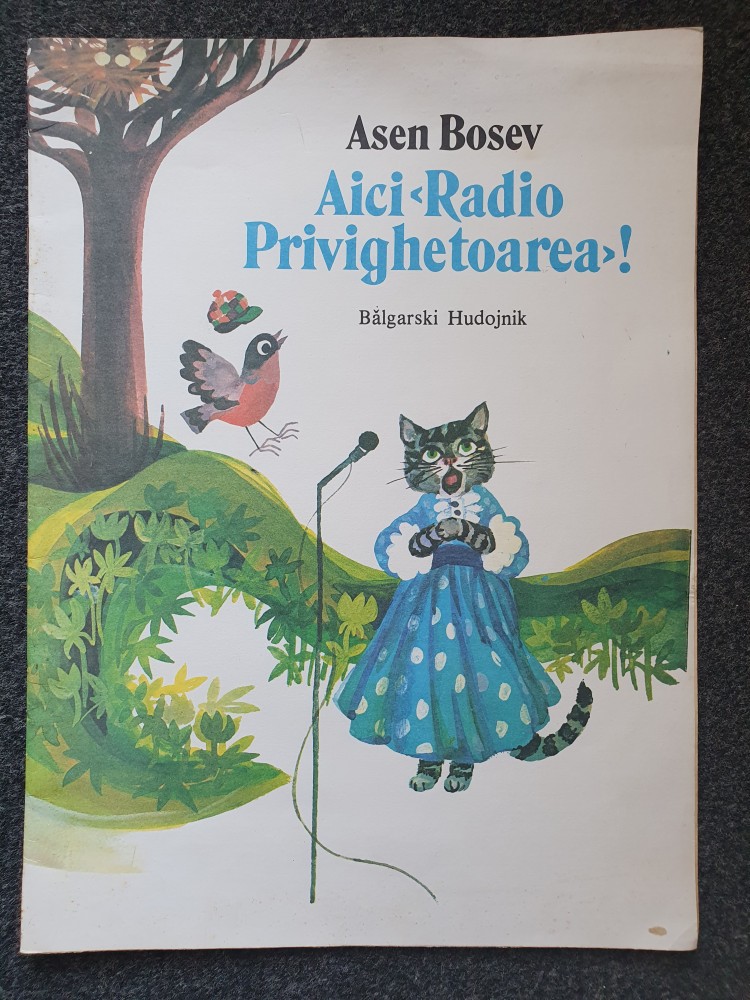 Asen Bosev
Aici ‹Radio
Privighetoarea›!
Bålgarski Hudojnik